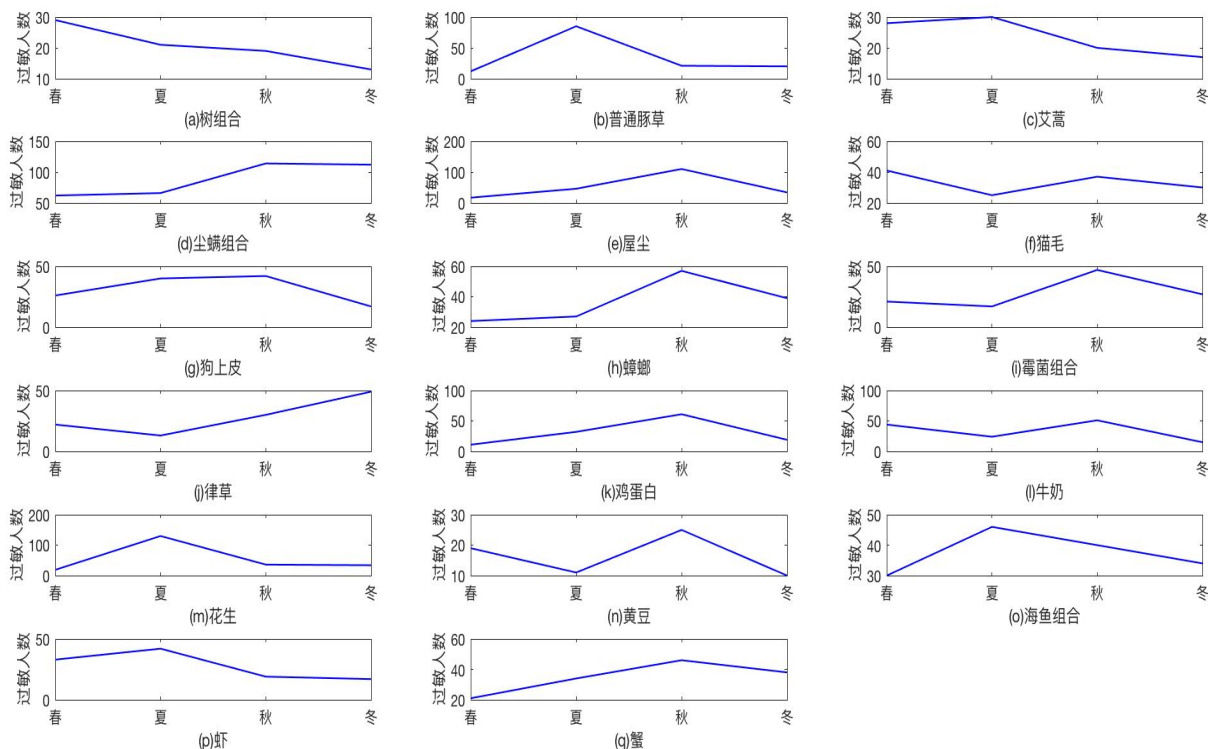 过敏人数
30
20
10
春 夏 秋 冬
(a)树组合
过敏人数
100
50
0
春 夏 秋 冬
(b)普通豚草
过敏人数
30
20
10
春 夏 秋 冬
(c)艾蒿
过敏人数
150
100
50
春 夏 秋 冬
(d)尘螨组合
过敏人数
200
100
0
春 夏 秋 冬
(e)屋尘
过敏人数
60
40
20
春 夏 秋 冬
(f)猫毛
过敏人数
50
0
春 夏 秋 冬
(g)狗上皮
过敏人数
60
40
20
春 夏 秋 冬
(h)蟑螂
过敏人数
50
0
春 夏 秋 冬
(i)霉菌组合
过敏人数
50
0
春 夏 秋 冬
(j)律草
过敏人数
100
50
0
春 夏 秋 冬
(k)鸡蛋白
过敏人数
100
50
0
春 夏 秋 冬
(l)牛奶
过敏人数
200
100
0
春 夏 秋 冬
(m)花生
过敏人数
30
20
10
春 夏 秋 冬
(n)黄豆
过敏人数
50
40
30
春 夏 秋 冬
(o)海鱼组合
过敏人数
50
0
春 夏 秋 冬
(p)虾
过敏人数
60
40
20
春 夏 秋 冬
(q)蟹